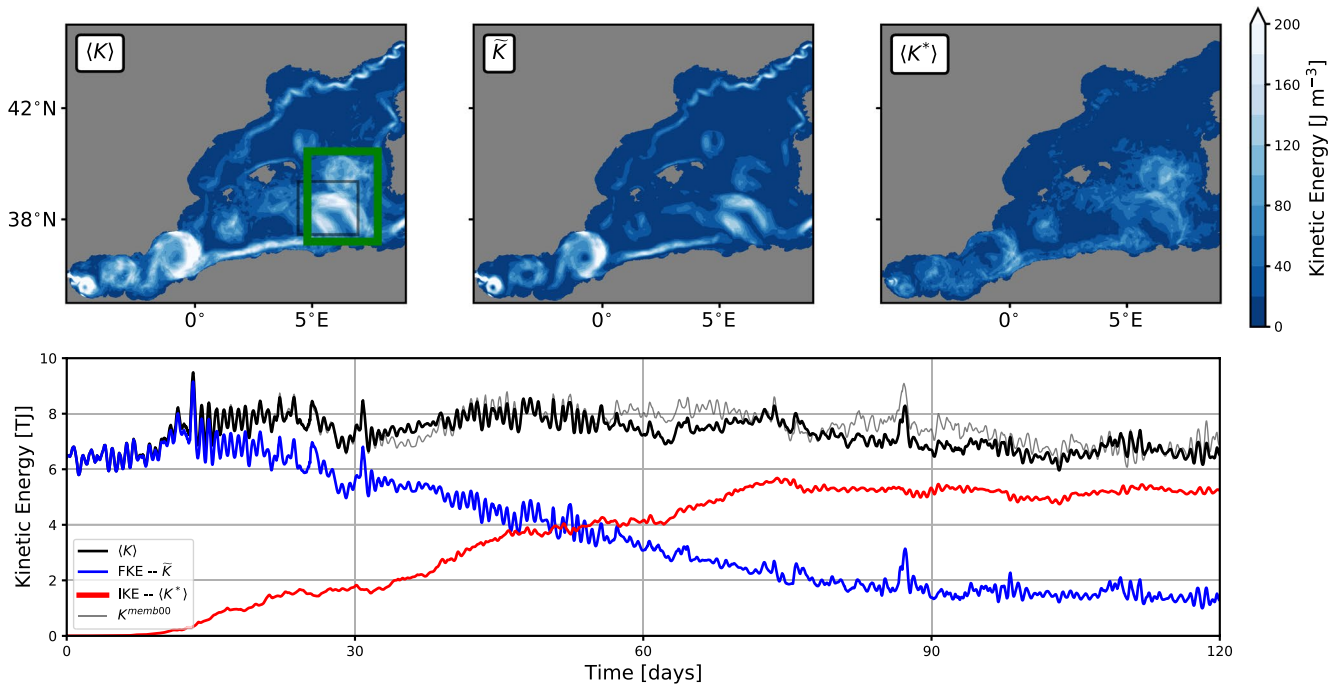 ⟨K⟩
K̃
⟨K*⟩
42°N
38°N
0°
5°E
0°
5°E
0°
5°E
200
160
120
80
40
0
Kinetic Energy [J m⁻³]
10
8
6
4
2
0
Kinetic Energy [TJ]
⟨K⟩
FKE -- K̃
IKE -- ⟨K*⟩
Kᵐᵉᵐᵇ⁰⁰
0
30
60
90
120
Time [days]